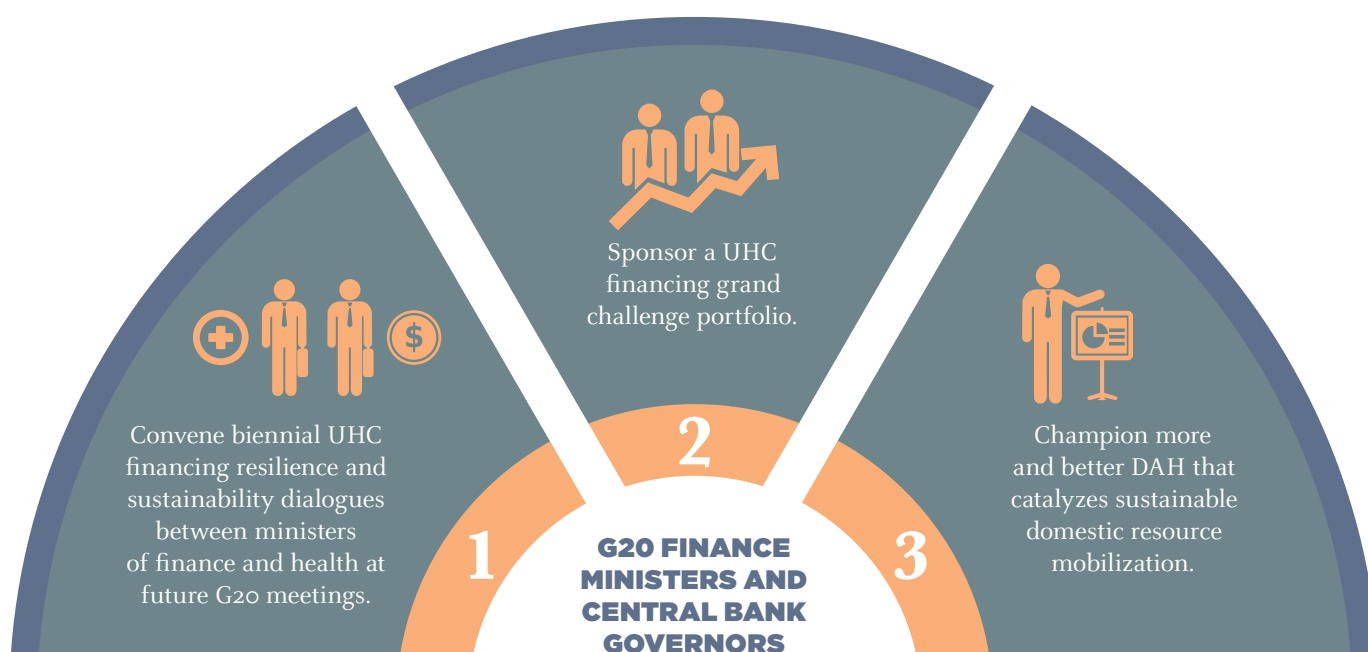 Sponsor a UHC
financing grand
challenge portfolio.
$
Convene biennial UHC
financing resilience and
sustainability dialogues
between ministers
of finance and health at
future G20 meetings.
Champion more
and better DAH that
catalyzes sustainable
domestic resource
mobilization.
1
2
3
G20 FINANCE
MINISTERS AND
CENTRAL BANK
GOVERNORS